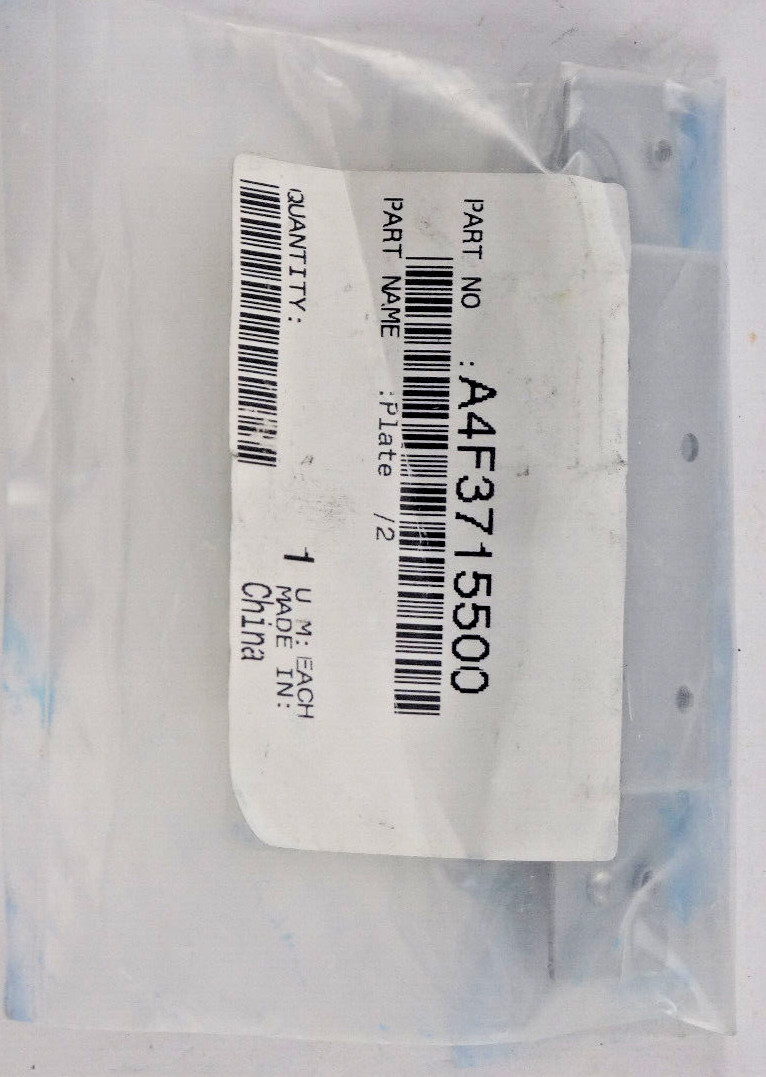 PART NO :A4F3715500
PART NAME :Plate /2
QUANTITY: 1 U M: EACH
MADE IN:
China